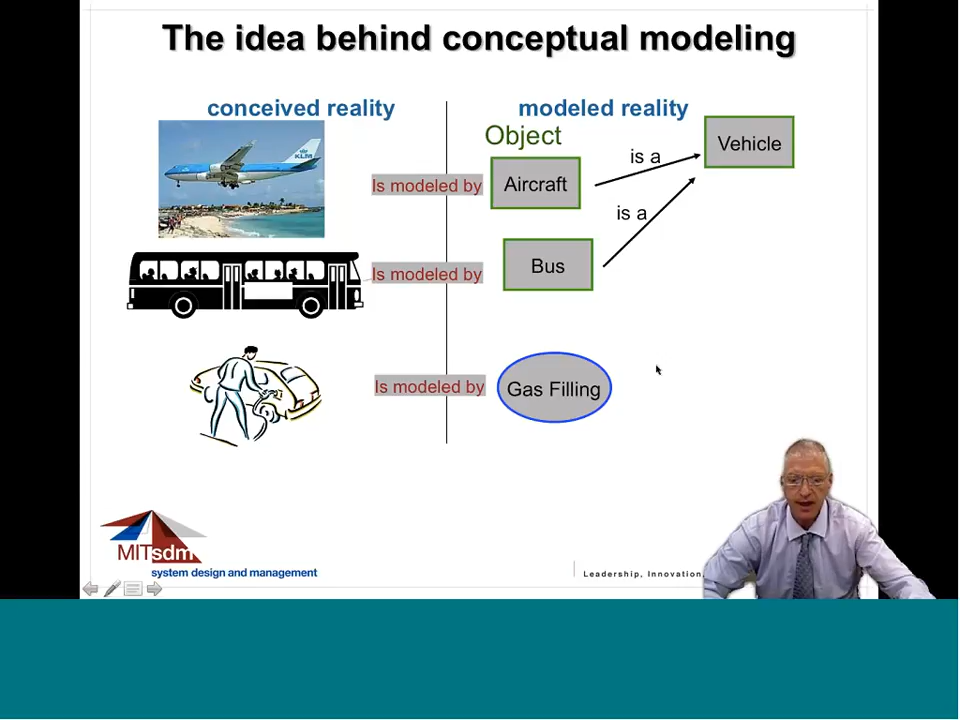 The idea behind conceptual modeling
conceived reality
modeled reality
KLM
Object
Is modeled by
Aircraft
is a
Vehicle
is a
Is modeled by
Bus
Is modeled by
Gas Filling
MITsdm
system design and management
Leadership, Innovation,